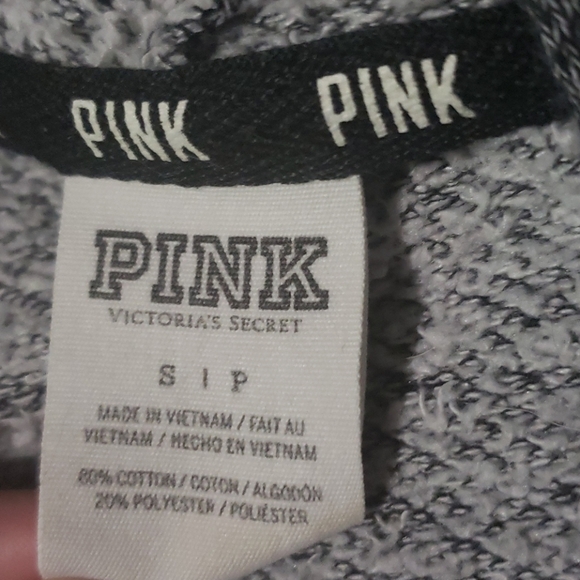 PINK PINK
PINK
VICTORIA'S SECRET
S | P
MADE IN VIETNAM / FAIT AU
VIETNAM / HECHO EN VIETNAM
80% COTTON / COTON / ALGODÓN
20% POLYESTER / POLIÉSTER